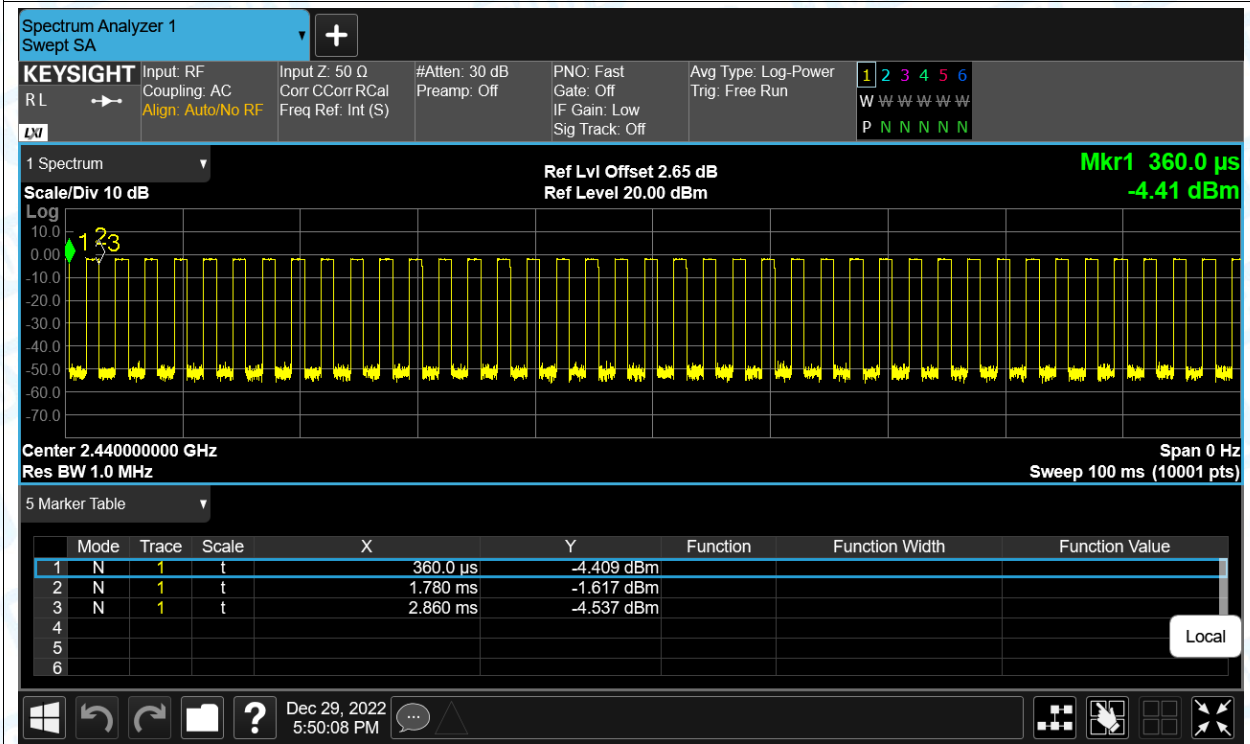 Spectrum Analyzer 1
Swept SA
+
KEYSIGHT Input: RF Input Z: 50 Ω #Atten: 30 dB PNO: Fast Avg Type: Log-Power 1 2 3 4 5 6
R L Coupling: AC Corr CCorr RCal Preamp: Off Gate: Off Trig: Free Run
Align: Auto/No RF Freq Ref: Int (S) IF Gain: Low W W W W W W
LXI Sig Track: Off P N N N N N
1 Spectrum Ref Lvl Offset 2.65 dB Mkr1 360.0 µs
Scale/Div 10 dB Ref Level 20.00 dBm -4.41 dBm
Log
10.0
0.00
-10.0
-20.0
-30.0
-40.0
-50.0
-60.0
-70.0
1 2 3
Center 2.440000000 GHz Span 0 Hz
Res BW 1.0 MHz Sweep 100 ms (10001 pts)
5 Marker Table
Mode Trace Scale X Y Function Function Width Function Value
1 N 1 t 360.0 µs -4.409 dBm
2 N 1 t 1.780 ms -1.617 dBm
3 N 1 t 2.860 ms -4.537 dBm
4
5
6
Local
? Dec 29, 2022
5:50:08 PM